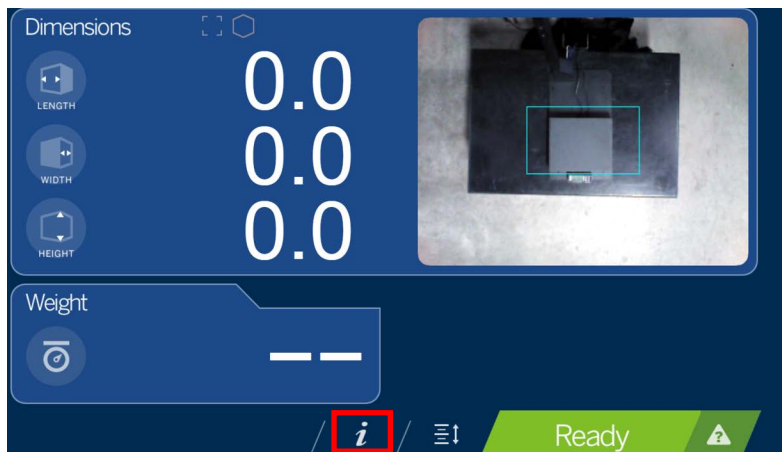 Dimensions
0.0
LENGTH
0.0
WIDTH
0.0
HEIGHT
Weight
— —
i
Ready
?